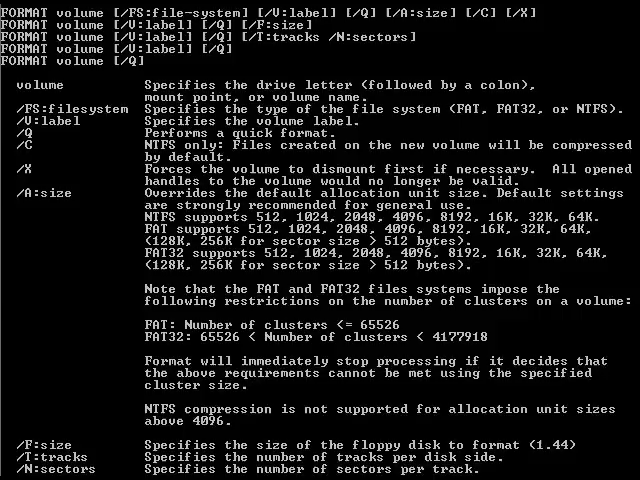 FORMAT volume [/FS:file-system] [/V:label] [/Q] [/A:size] [/C] [/X]
FORMAT volume [/V:label] [/Q] [/F:size]
FORMAT volume [/V:label] [/Q] [/T:tracks /N:sectors]
FORMAT volume [/V:label] [/Q]
FORMAT volume [/Q]
volume Specifies the drive letter (followed by a colon),
mount point, or volume name.
/FS:filesystem Specifies the type of the file system (FAT, FAT32, or NTFS).
/V:label Specifies the volume label.
/Q Performs a quick format.
/C NTFS only: Files created on the new volume will be compressed
by default.
/X Forces the volume to dismount first if necessary. All opened
handles to the volume would no longer be valid.
/A:size Overrides the default allocation unit size. Default settings
are strongly recommended for general use.
NTFS supports 512, 1024, 2048, 4096, 8192, 16K, 32K, 64K.
FAT supports 512, 1024, 2048, 4096, 8192, 16K, 32K, 64K,
(128K, 256K for sector size > 512 bytes).
FAT32 supports 512, 1024, 2048, 4096, 8192, 16K, 32K, 64K,
(128K, 256K for sector size > 512 bytes).
Note that the FAT and FAT32 files systems impose the
following restrictions on the number of clusters on a volume:
FAT: Number of clusters <= 65526
FAT32: 65526 < Number of clusters < 4177918
Format will immediately stop processing if it decides that
the above requirements cannot be met using the specified
cluster size.
NTFS compression is not supported for allocation unit sizes
above 4096.
/F:size Specifies the size of the floppy disk to format (1.44)
/T:tracks Specifies the number of tracks per disk side.
/N:sectors Specifies the number of sectors per track.